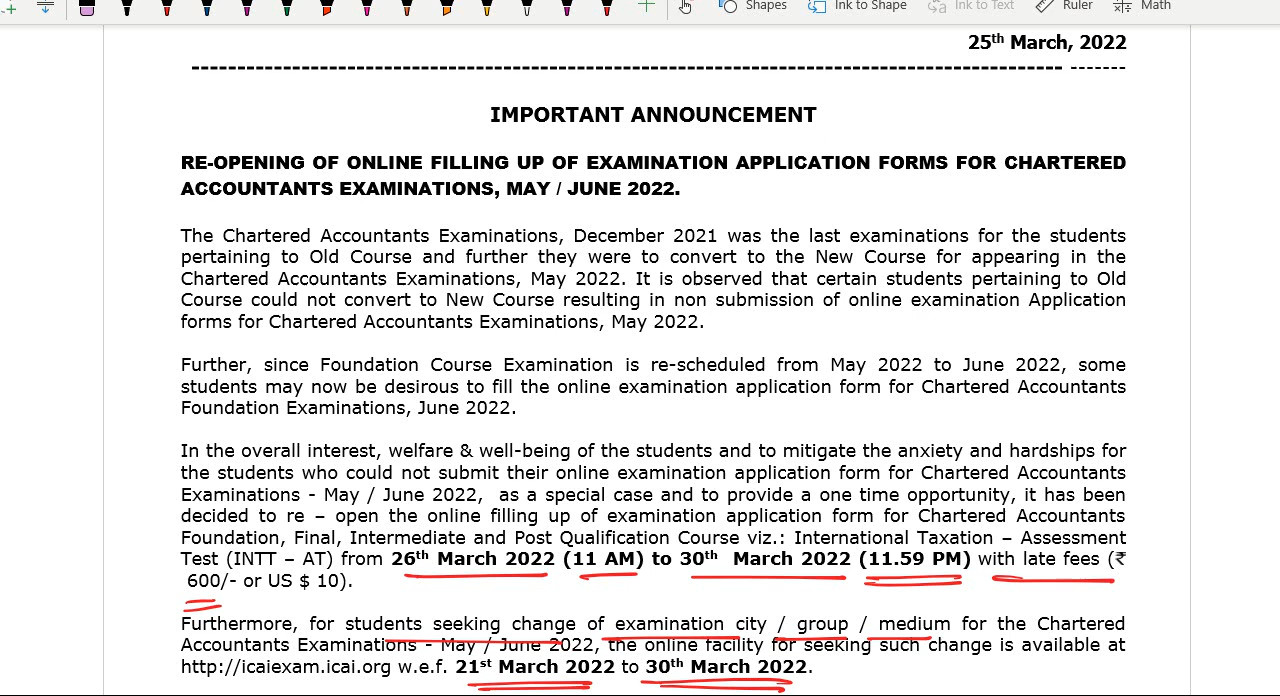 Shapes Ink to Shape Ink to Text Ruler Math
25th March, 2022
IMPORTANT ANNOUNCEMENT
RE-OPENING OF ONLINE FILLING UP OF EXAMINATION APPLICATION FORMS FOR CHARTERED
ACCOUNTANTS EXAMINATIONS, MAY / JUNE 2022.
The Chartered Accountants Examinations, December 2021 was the last examinations for the students
pertaining to Old Course and further they were to convert to the New Course for appearing in the
Chartered Accountants Examinations, May 2022. It is observed that certain students pertaining to Old
Course could not convert to New Course resulting in non submission of online examination Application
forms for Chartered Accountants Examinations, May 2022.
Further, since Foundation Course Examination is re-scheduled from May 2022 to June 2022, some
students may now be desirous to fill the online examination application form for Chartered Accountants
Foundation Examinations, June 2022.
In the overall interest, welfare & well-being of the students and to mitigate the anxiety and hardships for
the students who could not submit their online examination application form for Chartered Accountants
Examinations - May / June 2022, as a special case and to provide a one time opportunity, it has been
decided to re – open the online filling up of examination application form for Chartered Accountants
Foundation, Final, Intermediate and Post Qualification Course viz.: International Taxation – Assessment
Test (INTT – AT) from 26th March 2022 (11 AM) to 30th March 2022 (11.59 PM) with late fees (₹
600/- or US $ 10).
Furthermore, for students seeking change of examination city / group / medium for the Chartered
Accountants Examinations - May / June 2022, the online facility for seeking such change is available at
http://icaiexam.icai.org w.e.f. 21st March 2022 to 30th March 2022.